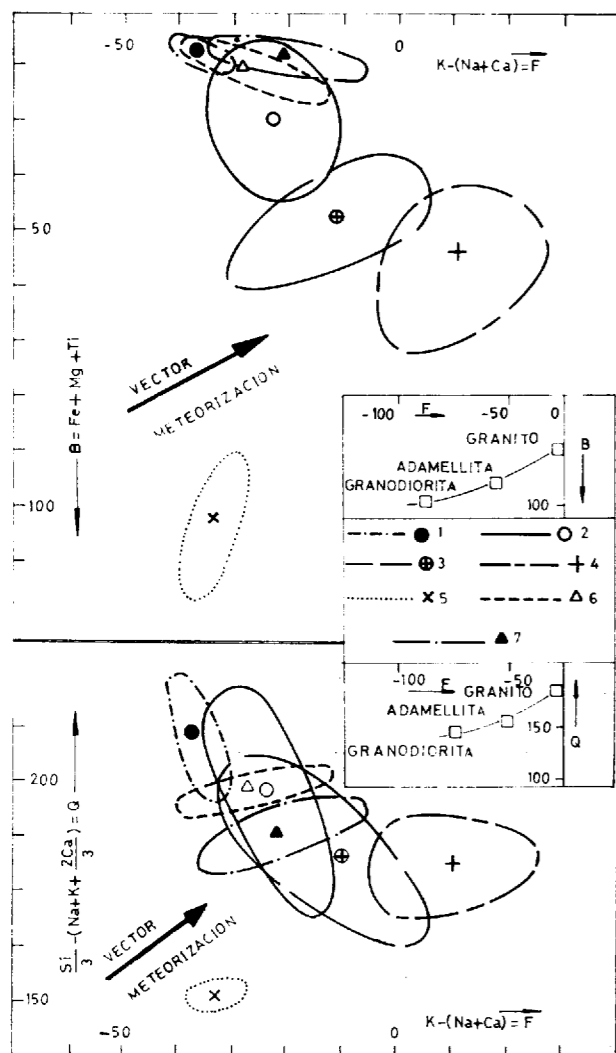 -50 0
K-(Na+Ca)=F
50
B=Fe+Mg+Ti
VECTOR
METEORIZACION
100
-100 F -50 0
GRANITO
B
ADAMELLITA
GRANODIORITA
100
1 2
3 4
5 6
7
-100 F -50
GRANITO
ADAMELLITA
150
Q
GRANODIORITA
100
200
Si/3-(Na+K+2Ca/3)=Q
VECTOR
METEORIZACION
150
-50 0
K-(Na+Ca)=F